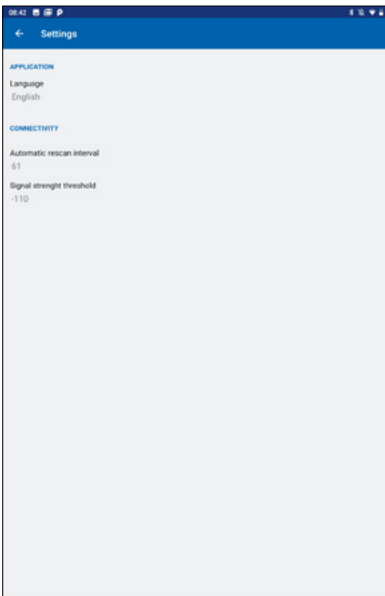 08:42
Settings
APPLICATION
Language
English
CONNECTIVITY
Automatic rescan interval
61
Signal strenght threshold
-110